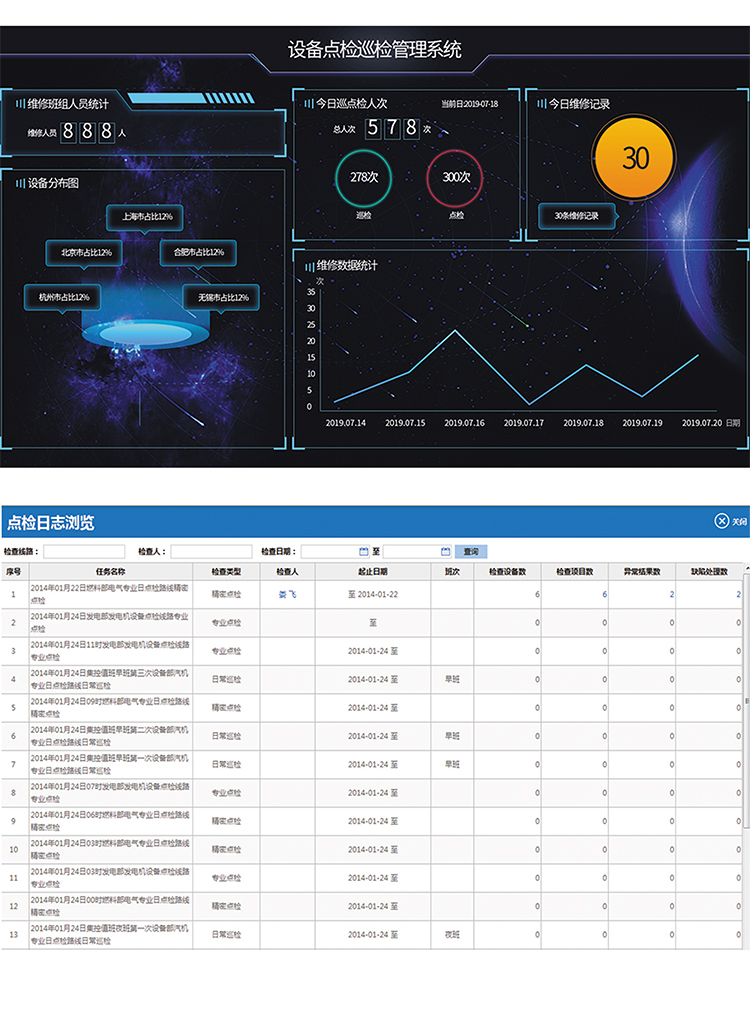 设备点检巡检管理系统
维修班组人员统计
维修人员 8 8 8 人
设备分布图
上海市占比12%
北京市占比12%
合肥市占比12%
杭州市占比12%
无锡市占比12%
今日巡点检人次
当前日:2019-07-18
总人次 5 7 8 次
278次
300次
巡检
点检
今日维修记录
30
30条维修记录
维修数据统计
次
35
30
25
20
15
10
5
0
2019.07.14 2019.07.15 2019.07.16 2019.07.17 2019.07.18 2019.07.19 2019.07.20 日期
点检日志浏览
关闭
检查线路: 检查人: 检查日期: 至 查询
序号 任务名称 检查类型 检查人 起止日期 班次 检查设备数 检查项目数 异常结果数 缺陷处理数
1 2014年01月22日燃料部电气专业日点检路线精密点检 精密点检 娄 飞 至 2014-01-22 6 6 2 2
2 2014年01月24日发电部发电机设备点检线路专业点检 专业点检 至 0 0 0 0
3 2014年01月24日11时发电部发电机设备点检线路专业点检 专业点检 2014-01-24 至 0 0 0 0
4 2014年01月24日集控值班早班第三次设备部汽机专业日点检路线日常巡检 日常巡检 2014-01-24 至 早班 0 0 0 0
5 2014年01月24日09时燃料部电气专业日点检路线精密点检 精密点检 2014-01-24 至 0 0 0 0
6 2014年01月24日集控值班早班第二次设备部汽机专业日点检路线日常巡检 日常巡检 2014-01-24 至 早班 0 0 0 0
7 2014年01月24日集控值班早班第一次设备部汽机专业日点检路线日常巡检 日常巡检 2014-01-24 至 早班 0 0 0 0
8 2014年01月24日07时发电部发电机设备点检线路专业点检 专业点检 2014-01-24 至 0 0 0 0
9 2014年01月24日06时燃料部电气专业日点检路线精密点检 精密点检 2014-01-24 至 0 0 0 0
10 2014年01月24日03时燃料部电气专业日点检路线精密点检 精密点检 2014-01-24 至 0 0 0 0
11 2014年01月24日03时发电部发电机设备点检线路专业点检 专业点检 2014-01-24 至 0 0 0 0
12 2014年01月24日00时燃料部电气专业日点检路线精密点检 精密点检 2014-01-24 至 0 0 0 0
13 2014年01月24日集控值班夜班第一次设备部汽机专业日点检路线日常巡检 日常巡检 2014-01-24 至 夜班 0 0 0 0